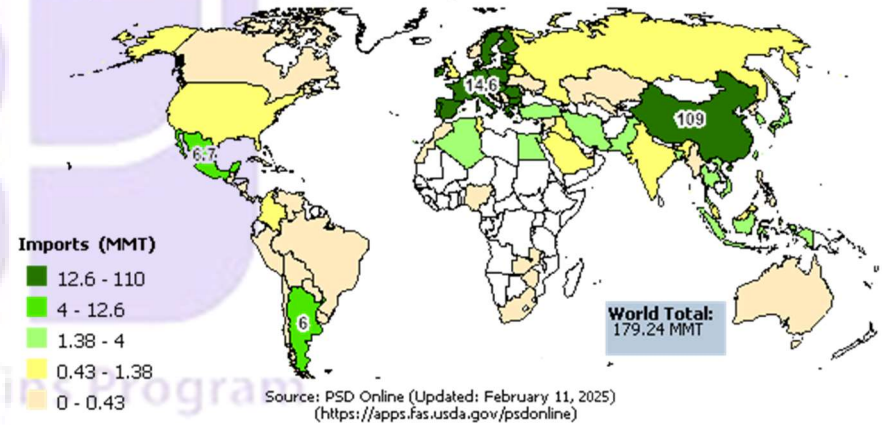 14.6
109
6.7
6
Imports (MMT)
12.6 - 110
4 - 12.6
1.38 - 4
0.43 - 1.38
0 - 0.43
World Total:
179.24 MMT
ins Program
Source: PSD Online (Updated: February 11, 2025)
(https://apps.fas.usda.gov/psdonline)